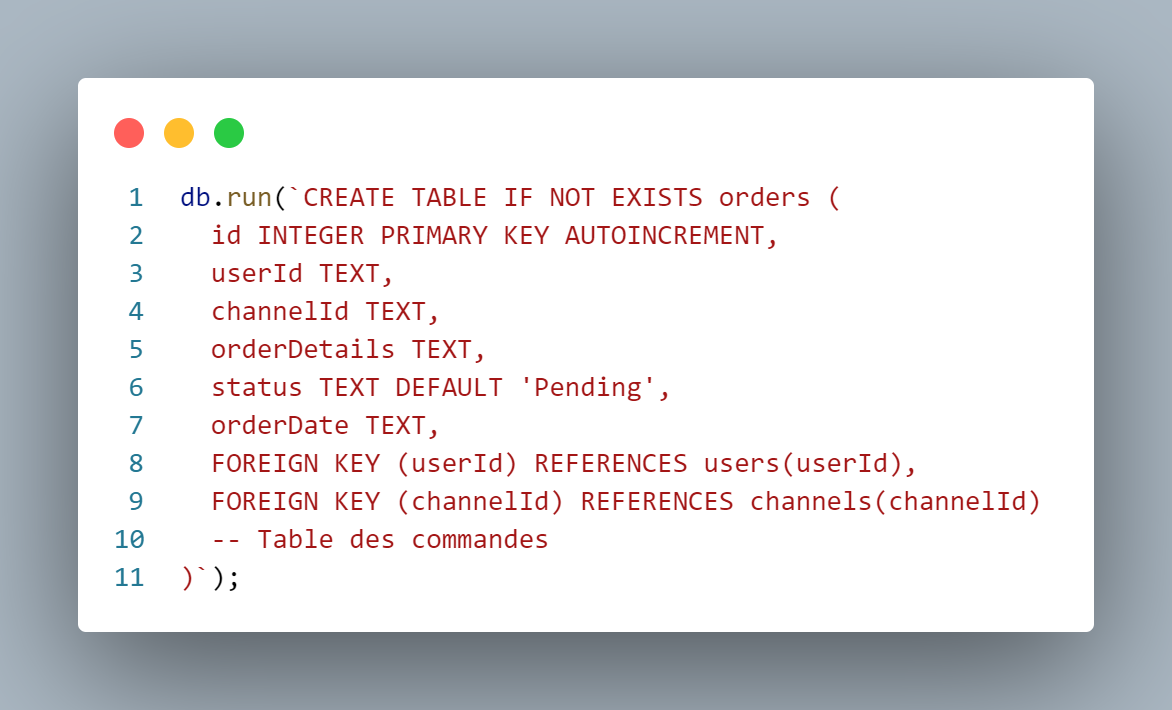 1 db.run(`CREATE TABLE IF NOT EXISTS orders (
2 id INTEGER PRIMARY KEY AUTOINCREMENT,
3 userId TEXT,
4 channelId TEXT,
5 orderDetails TEXT,
6 status TEXT DEFAULT 'Pending',
7 orderDate TEXT,
8 FOREIGN KEY (userId) REFERENCES users(userId),
9 FOREIGN KEY (channelId) REFERENCES channels(channelId)
10 -- Table des commandes
11 )`);